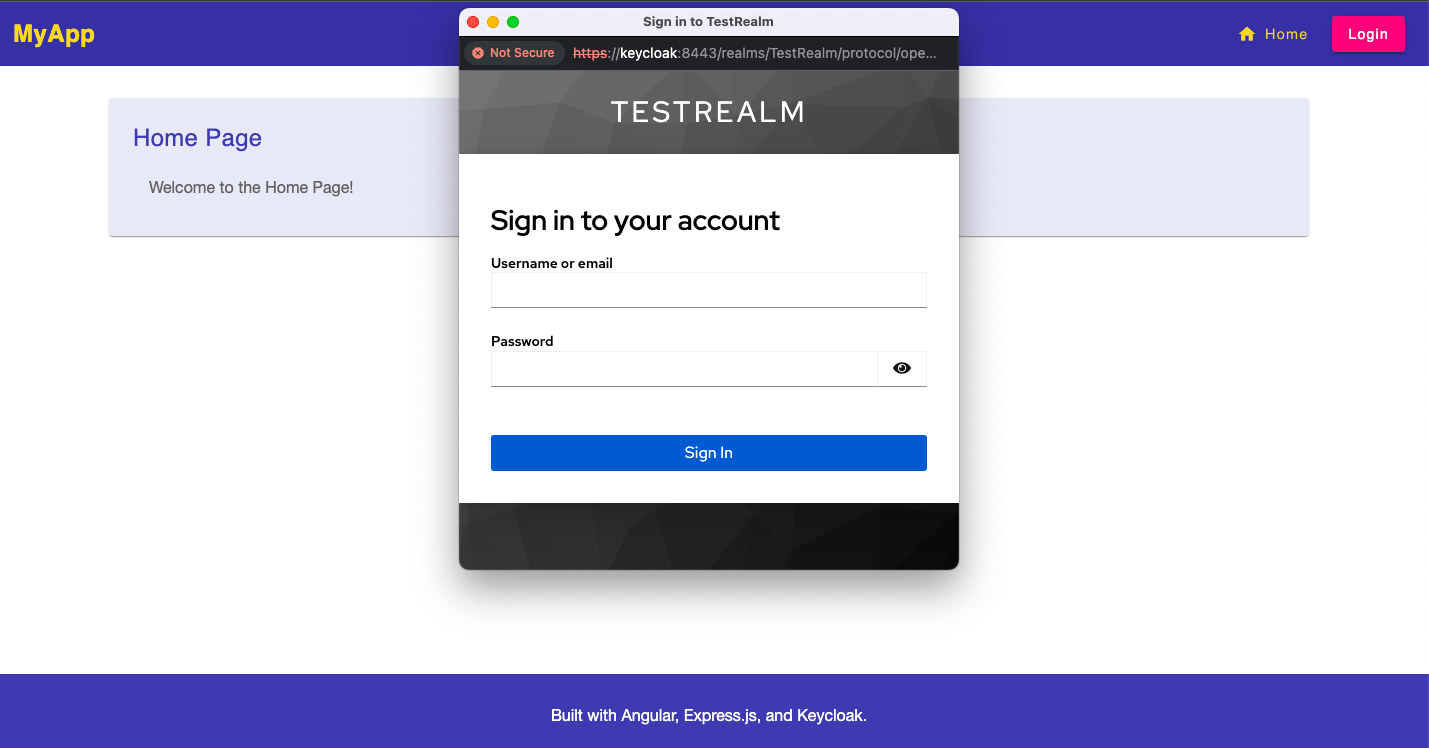 MyApp
Home
Login
Home Page
Welcome to the Home Page!
Sign in to TestRealm
Not Secure
https://keycloak:8443/realms/TestRealm/protocol/ope...
TESTREALM
Sign in to your account
Username or email
Password
Sign In
Built with Angular, Express.js, and Keycloak.